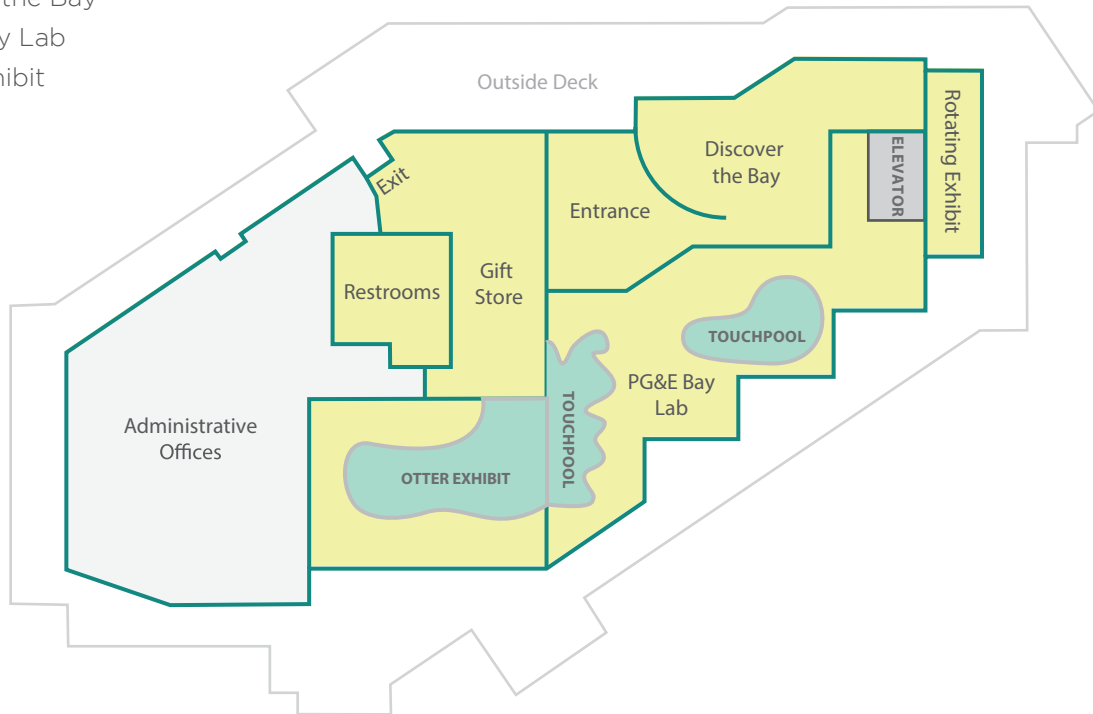 the Bay
y Lab
hibit
Outside Deck
Rotating Exhibit
ELEVATOR
Discover
the Bay
Exit
Entrance
Gift
Store
Restrooms
TOUCHPOOL
PG&E Bay
Lab
TOUCHPOOL
Administrative
Offices
OTTER EXHIBIT